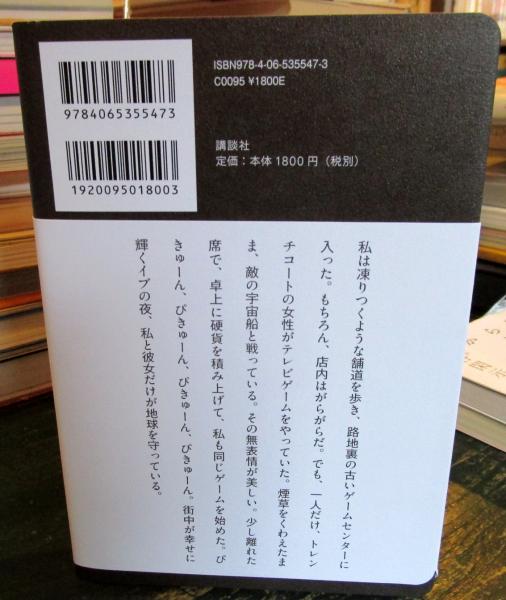 ISBN978-4-06-535547-3
C0095 ¥1800E
9784065355473
講談社
定価：本体1800円（税別）
1920095018003
私は凍りつくような舗道を歩き、路地裏の古いゲームセンターに
入った。もちろん、店内はがらがらだ。でも、一人だけ、トレン
チコートの女性がテレビゲームをやっていた。煙草をくわえたま
ま、敵の宇宙船と戦っている。その無表情が美しい。少し離れた
席で、卓上に硬貨を積み上げて、私も同じゲームを始めた。ぴ
きゅーん、ぴきゅーん、ぴきゅーん、ぴきゅーん。街中が幸せに
輝くイブの夜、私と彼女だけが地球を守っている。